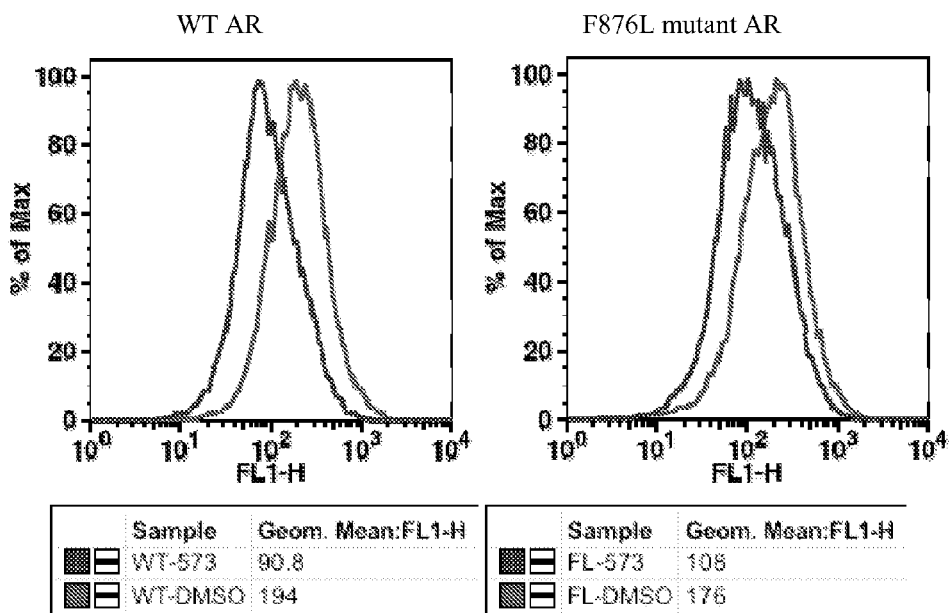 WT AR
F876L mutant AR
100
80
60
40
20
0
% of Max
10^0 10^1 10^2 10^3 10^4
FL1-H
100
80
60
40
20
0
% of Max
10^0 10^1 10^2 10^3 10^4
FL1-H
Sample Geom. Mean:FL1-H
WT-573 90.8
WT-DMSO 194
Sample Geom. Mean:FL1-H
FL-573 108
FL-DMSO 176